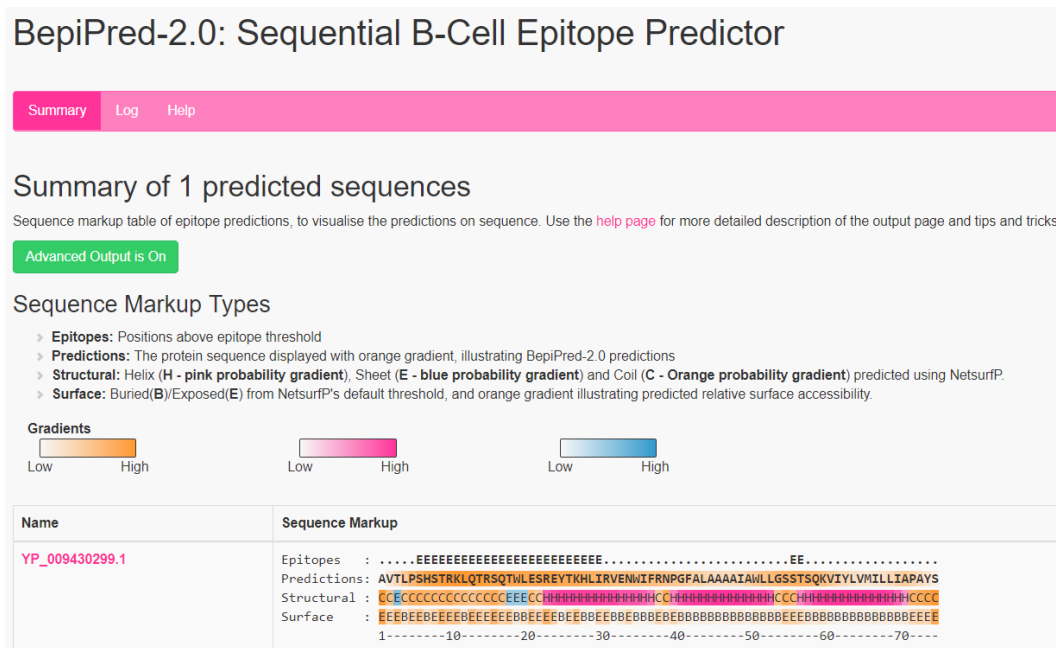 BepiPred-2.0: Sequential B-Cell Epitope Predictor
Summary Log Help
Summary of 1 predicted sequences
Sequence markup table of epitope predictions, to visualise the predictions on sequence. Use the help page for more detailed description of the output page and tips and tricks
Advanced Output is On
Sequence Markup Types
Epitopes: Positions above epitope threshold
Predictions: The protein sequence displayed with orange gradient, illustrating BepiPred-2.0 predictions
Structural: Helix (H - pink probability gradient), Sheet (E - blue probability gradient) and Coil (C - Orange probability gradient) predicted using NetsurfP.
Surface: Buried(B)/Exposed(E) from NetsurfP's default threshold, and orange gradient illustrating predicted relative surface accessibility.
Gradients
Low High Low High Low High
Name Sequence Markup
YP_009430299.1
Epitopes : .....EEEEEEEEEEEEEEEEEEEEEEEEE.........................EE..................
Predictions: AVTLPSHSTRKLQTRSQTWLESREYTKHLIRVENWIFRNPGFALAAAAIAWLLGSSTSQKVIYLVMILLIAPAYS
Structural : CCECCCCCCCCCCCCCCEEECCHHHHHHHHHHHHHHHCCHHHHHHHHHHHHHHCCCHHHHHHHHHHHHHHHCCCC
Surface : EEEBEEBEEEEBEEEEEEBBEEEEBEEBBEBBEEBBBEBEBBBBBBBBBBBBBBEEEBBBBBBBBBBBBBBEEEE
1--------10--------20--------30--------40--------50--------60--------70----